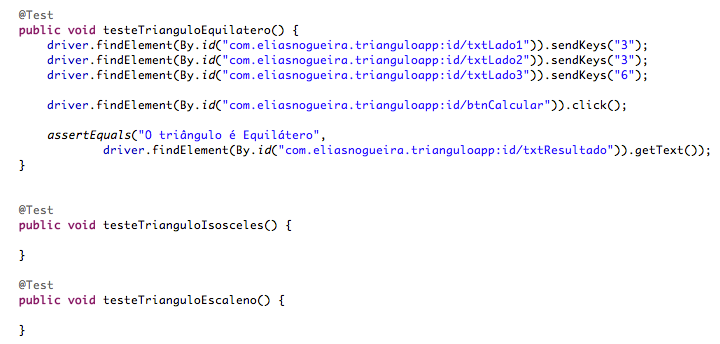 @Test
public void testeTrianguloEquilatero() {
driver.findElement(By.id("com.eliasnogueira.trianguloapp:id/txtLado1")).sendKeys("3");
driver.findElement(By.id("com.eliasnogueira.trianguloapp:id/txtLado2")).sendKeys("3");
driver.findElement(By.id("com.eliasnogueira.trianguloapp:id/txtLado3")).sendKeys("6");
driver.findElement(By.id("com.eliasnogueira.trianguloapp:id/btnCalcular")).click();
assertEquals("O triângulo é Equilátero",
driver.findElement(By.id("com.eliasnogueira.trianguloapp:id/txtResultado")).getText());
}
@Test
public void testeTrianguloIsosceles() {
}
@Test
public void testeTrianguloEscaleno() {
}